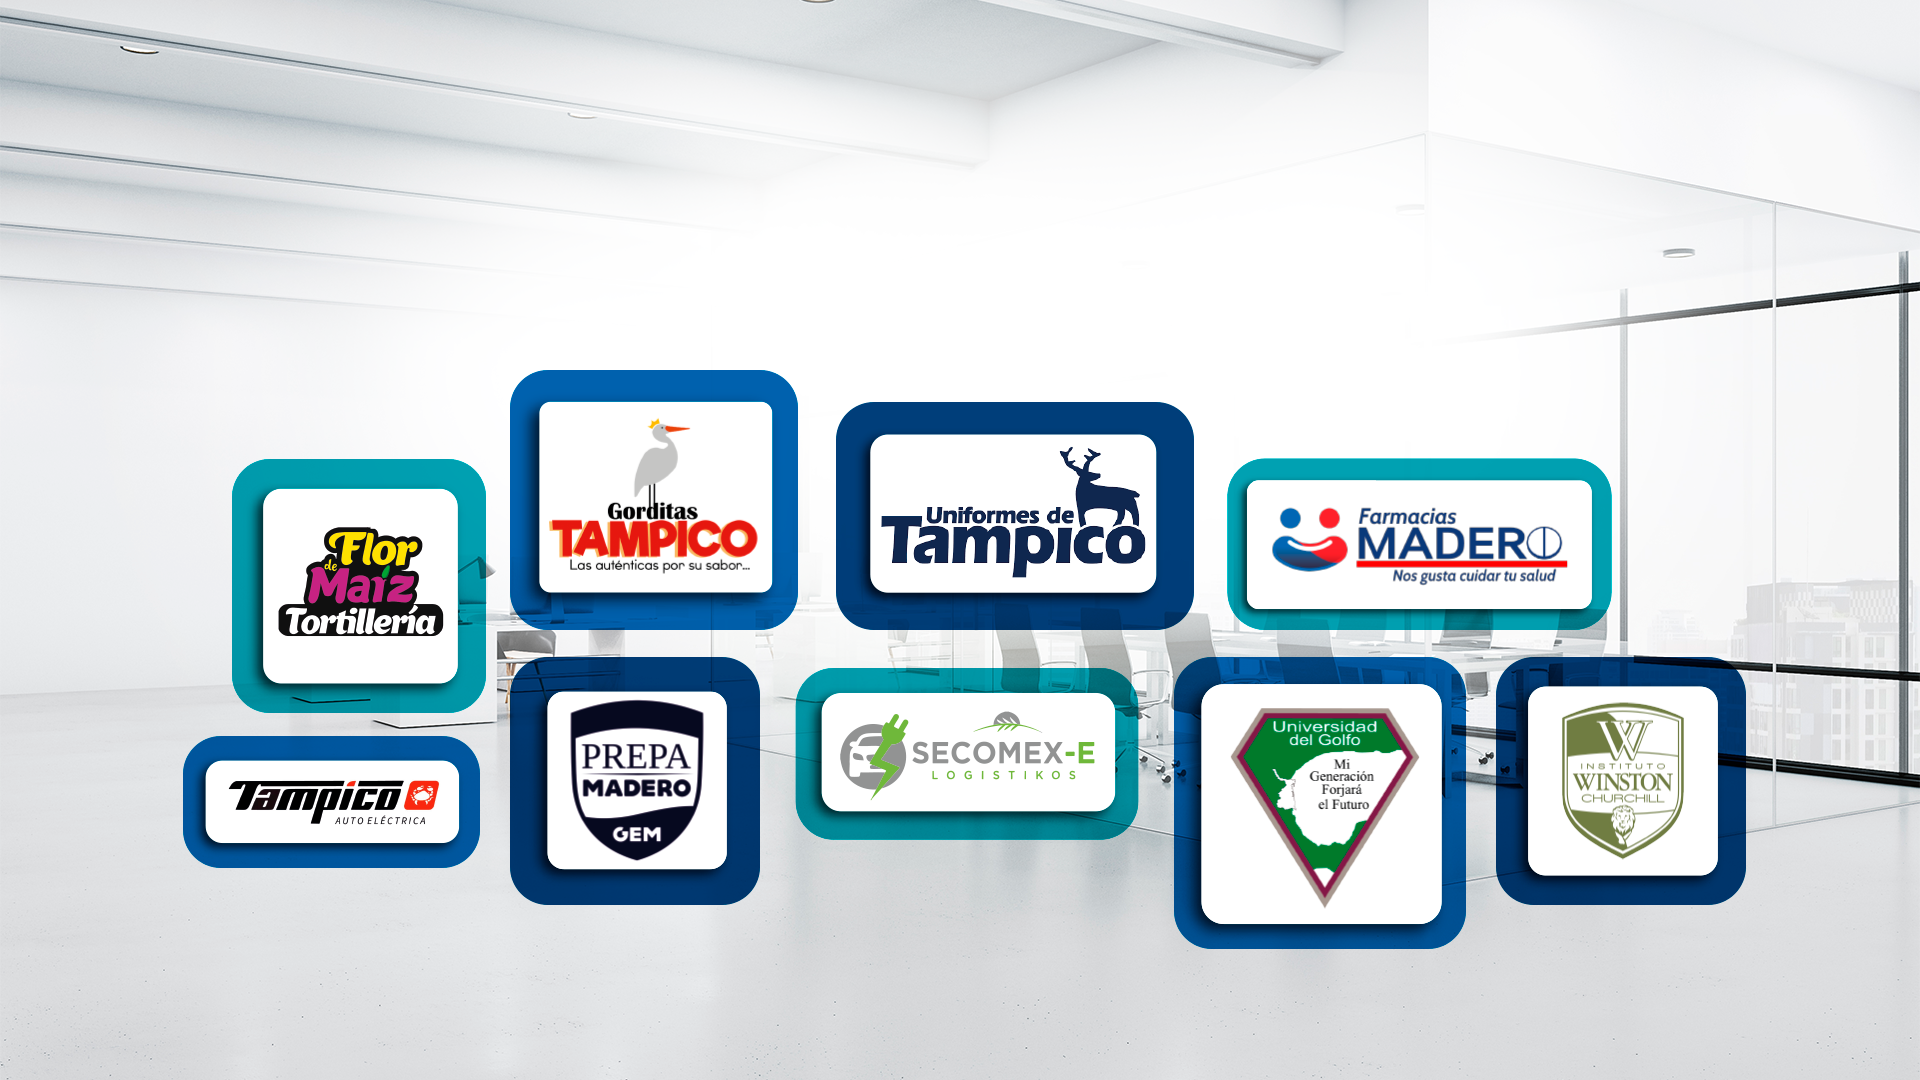 Flor
de
Maíz
Tortillería
Gorditas
TAMPICO
Las auténticas por su sabor...
Uniformes de
Tampico
Farmacias
MADERO
Nos gusta cuidar tu salud
Tampico
AUTO ELÉCTRICA
PREPA
MADERO
GEM
SECOMEX-E
LOGISTIKOS
Universidad
del Golfo
Mi
Generación
Forjará
el Futuro
W
INSTITUTO
WINSTON
CHURCHILL